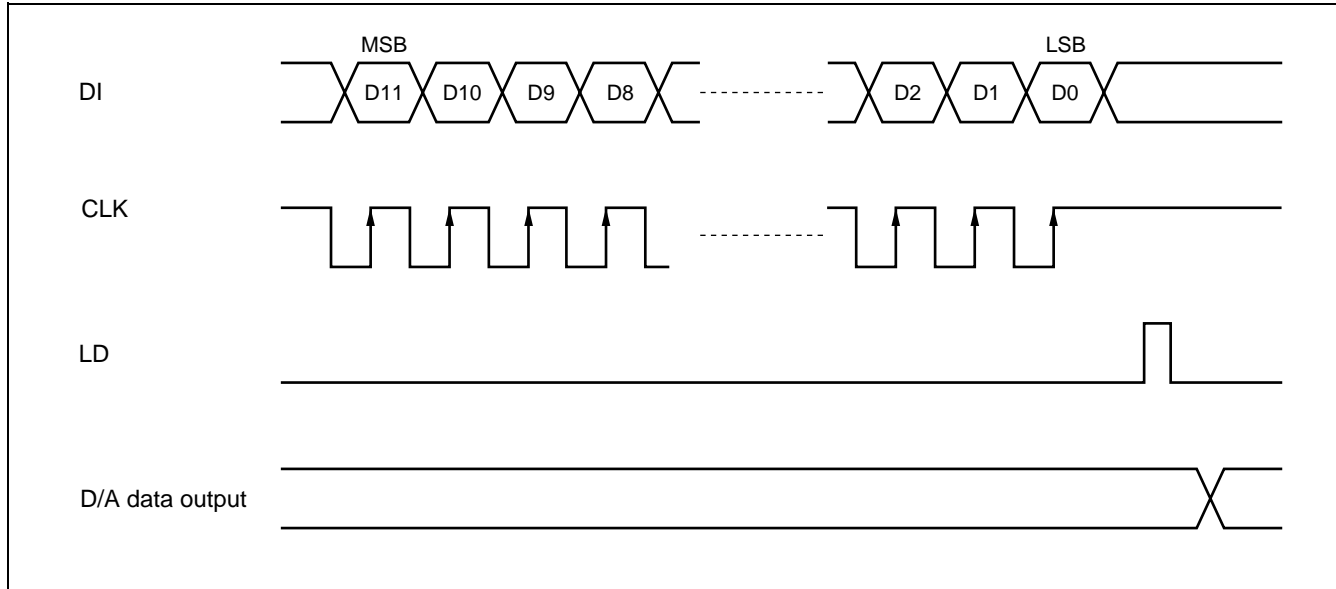 MSB LSB
DI D11 D10 D9 D8 D2 D1 D0
CLK
LD
D/A data output